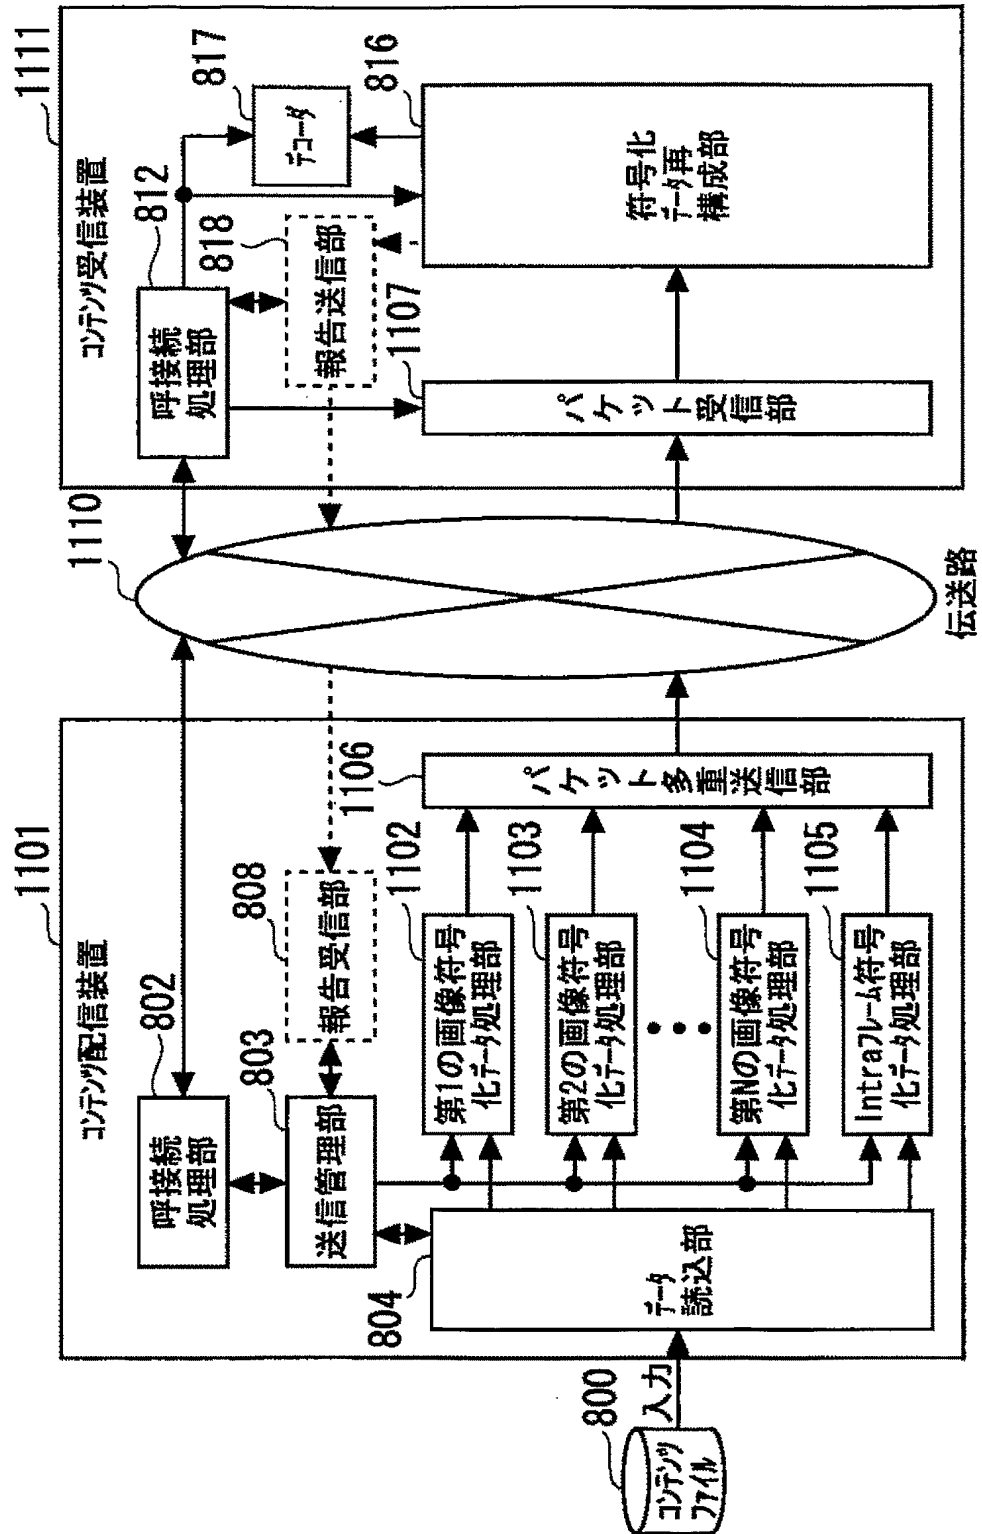 1101
コンテンツ配信装置
802
呼接続
処理部
803
送信管理部
808
報告受信部
804
データ
読込部
800
コンテンツ
ファイル
入力
1102
第1の画像符号
化データ処理部
1103
第2の画像符号
化データ処理部
1104
第Nの画像符号
化データ処理部
1105
Intraフレーム符号
化データ処理部
1106
パケット多重送信部
1110
伝送路
1111
コンテンツ受信装置
812
呼接続
処理部
818
報告送信部
817
デコーダ
1107
パケット受信部
816
符号化
データ再
構成部